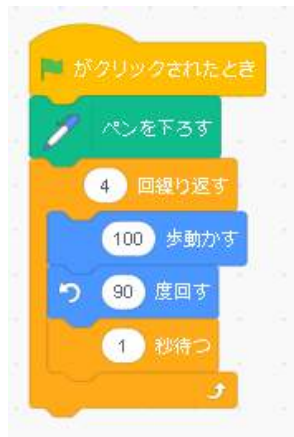 がクリックされたとき
ペンを下ろす
4 回繰り返す
100 歩動かす
90 度回す
1 秒待つ